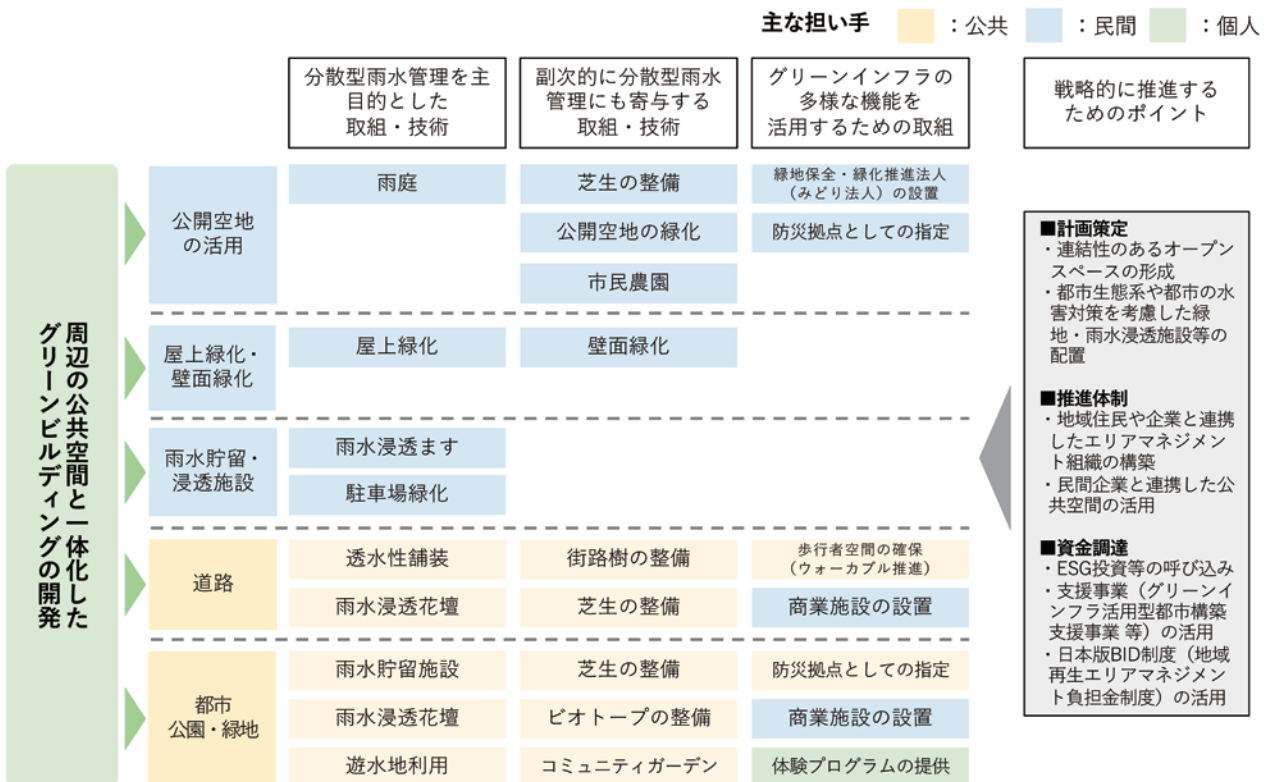 主な担い手 ：公共 ：民間 ：個人
分散型雨水管理を主
目的とした
取組・技術
副次的に分散型雨水
管理にも寄与する
取組・技術
グリーンインフラの
多様な機能を
活用するための取組
戦略的に推進する
ためのポイント
周辺の公共空間と一体化した
グリーンビルディングの開発
公開空地
の活用
雨庭
芝生の整備
公開空地の緑化
市民農園
緑地保全・緑化推進法人
（みどり法人）の設置
防災拠点としての指定
屋上緑化・
壁面緑化
屋上緑化
壁面緑化
雨水貯留・
浸透施設
雨水浸透ます
駐車場緑化
道路
透水性舗装
街路樹の整備
歩行者空間の確保
（ウォーカブル推進）
雨水浸透花壇
芝生の整備
商業施設の設置
都市
公園・緑地
雨水貯留施設
芝生の整備
防災拠点としての指定
雨水浸透花壇
ビオトープの整備
商業施設の設置
遊水地利用
コミュニティガーデン
体験プログラムの提供
■計画策定
・連結性のあるオープン
スペースの形成
・都市生態系や都市の水
害対策を考慮した緑
地・雨水浸透施設等の
配置
■推進体制
・地域住民や企業と連携
したエリアマネジメン
ト組織の構築
・民間企業と連携した公
共空間の活用
■資金調達
・ESG投資等の呼び込み
・支援事業（グリーンイ
ンフラ活用型都市構築
支援事業 等）の活用
・日本版BID制度（地域
再生エリアマネジメン
ト負担金制度）の活用